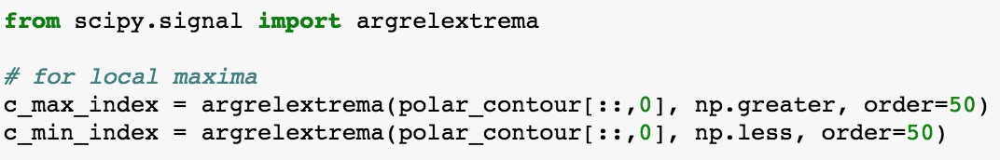 from scipy.signal import argrelextrema
# for local maxima
c_max_index = argrelextrema(polar_contour[::,0], np.greater, order=50)
c_min_index = argrelextrema(polar_contour[::,0], np.less, order=50)